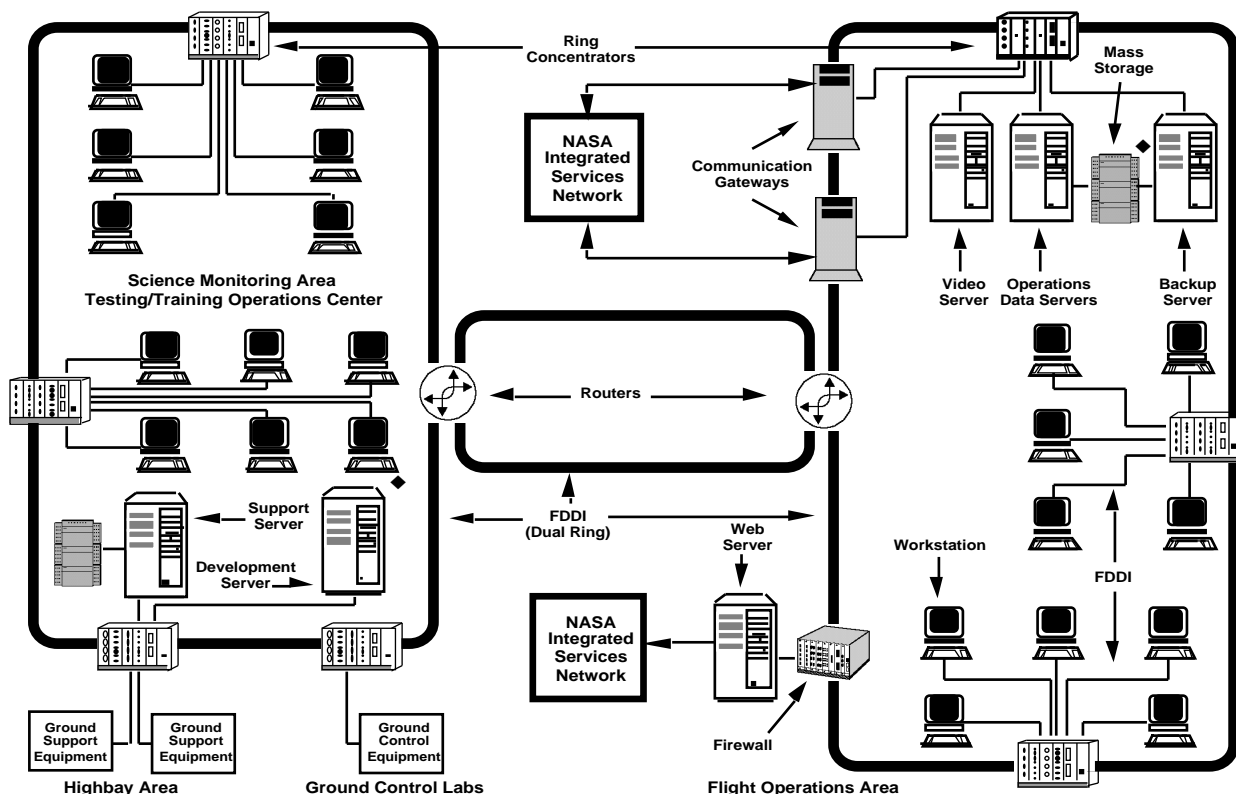 Ring
Concentrators
Mass
Storage
NASA
Integrated
Services
Network
Communication
Gateways
Science Monitoring Area
Testing/Training Operations Center
Video
Server
Operations
Data Servers
Backup
Server
Routers
Support
Server
FDDI
(Dual Ring)
Web
Server
Workstation
Development
Server
FDDI
NASA
Integrated
Services
Network
Ground
Support
Equipment
Ground
Support
Equipment
Ground
Control
Equipment
Firewall
Highbay Area
Ground Control Labs
Flight Operations Area